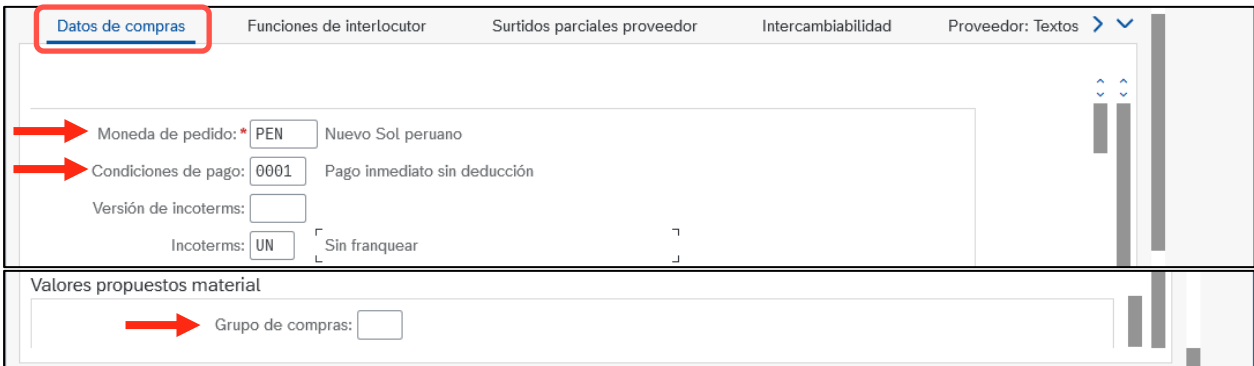 Datos de compras Funciones de interlocutor Surtidos parciales proveedor Intercambiabilidad Proveedor: Textos
Moneda de pedido:* PEN Nuevo Sol peruano
Condiciones de pago: 0001 Pago inmediato sin deducción
Versión de incoterms:
Incoterms: UN Sin franquear
Valores propuestos material
Grupo de compras: